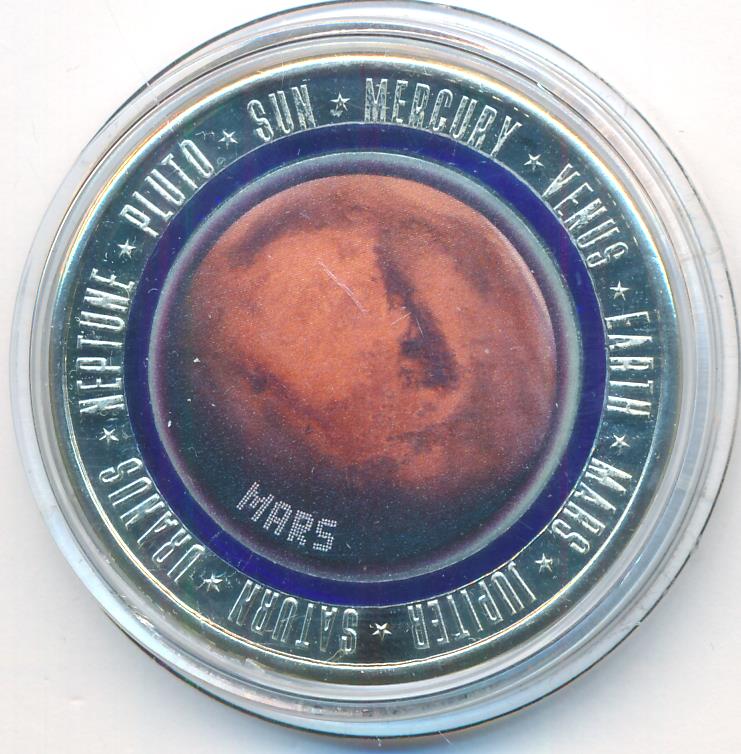 SUN ★ MERCURY ★ VENUS ★ EARTH ★ MARS ★ JUPITER ★ SATURN ★ URANUS ★ NEPTUNE ★ PLUTO ★
MARS